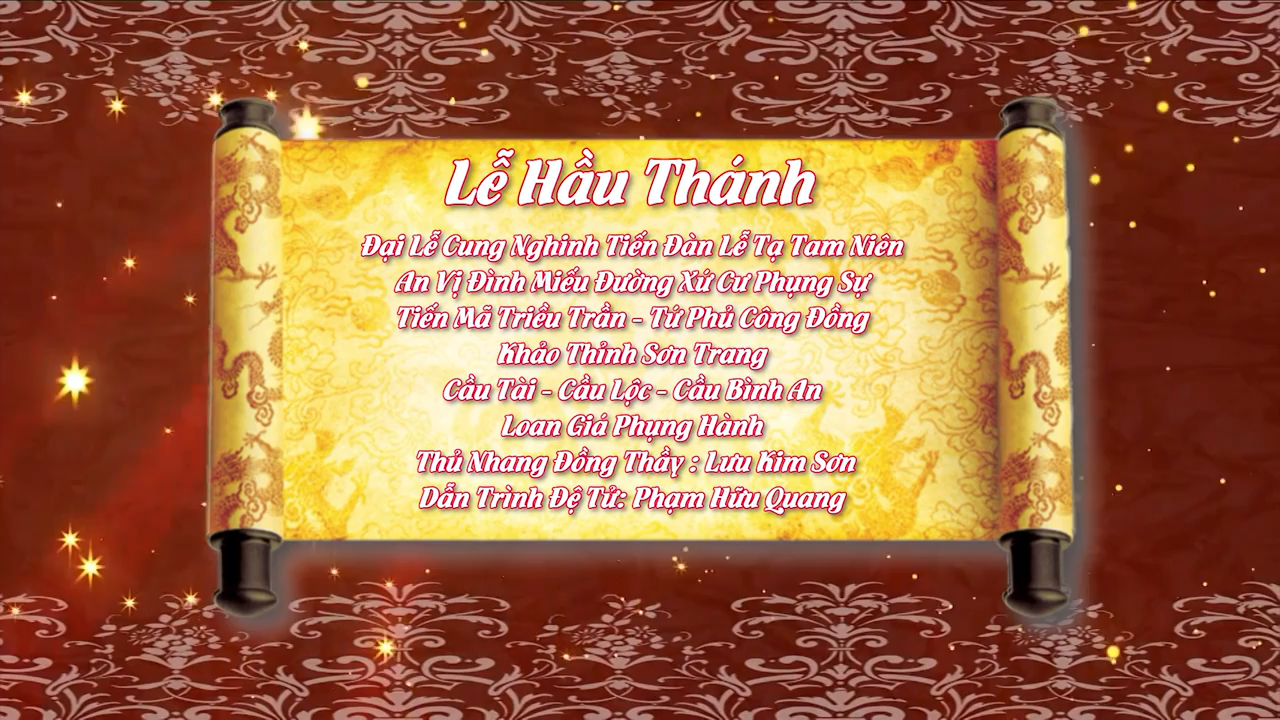 Lễ Hầu Thánh
Đại Lễ Cung Nghinh Tiến Đàn Lễ Tạ Tam Niên
An Vị Đình Miếu Đường Xứ Cư Phụng Sự
Tiến Mã Triều Trần - Tứ Phủ Công Đồng
Khảo Thỉnh Sơn Trang
Cầu Tài - Cầu Lộc - Cầu Bình An
Loan Giá Phụng Hành
Thủ Nhang Đồng Thầy : Lưu Kim Sơn
Dẫn Trình Đệ Tử: Phạm Hữu Quang